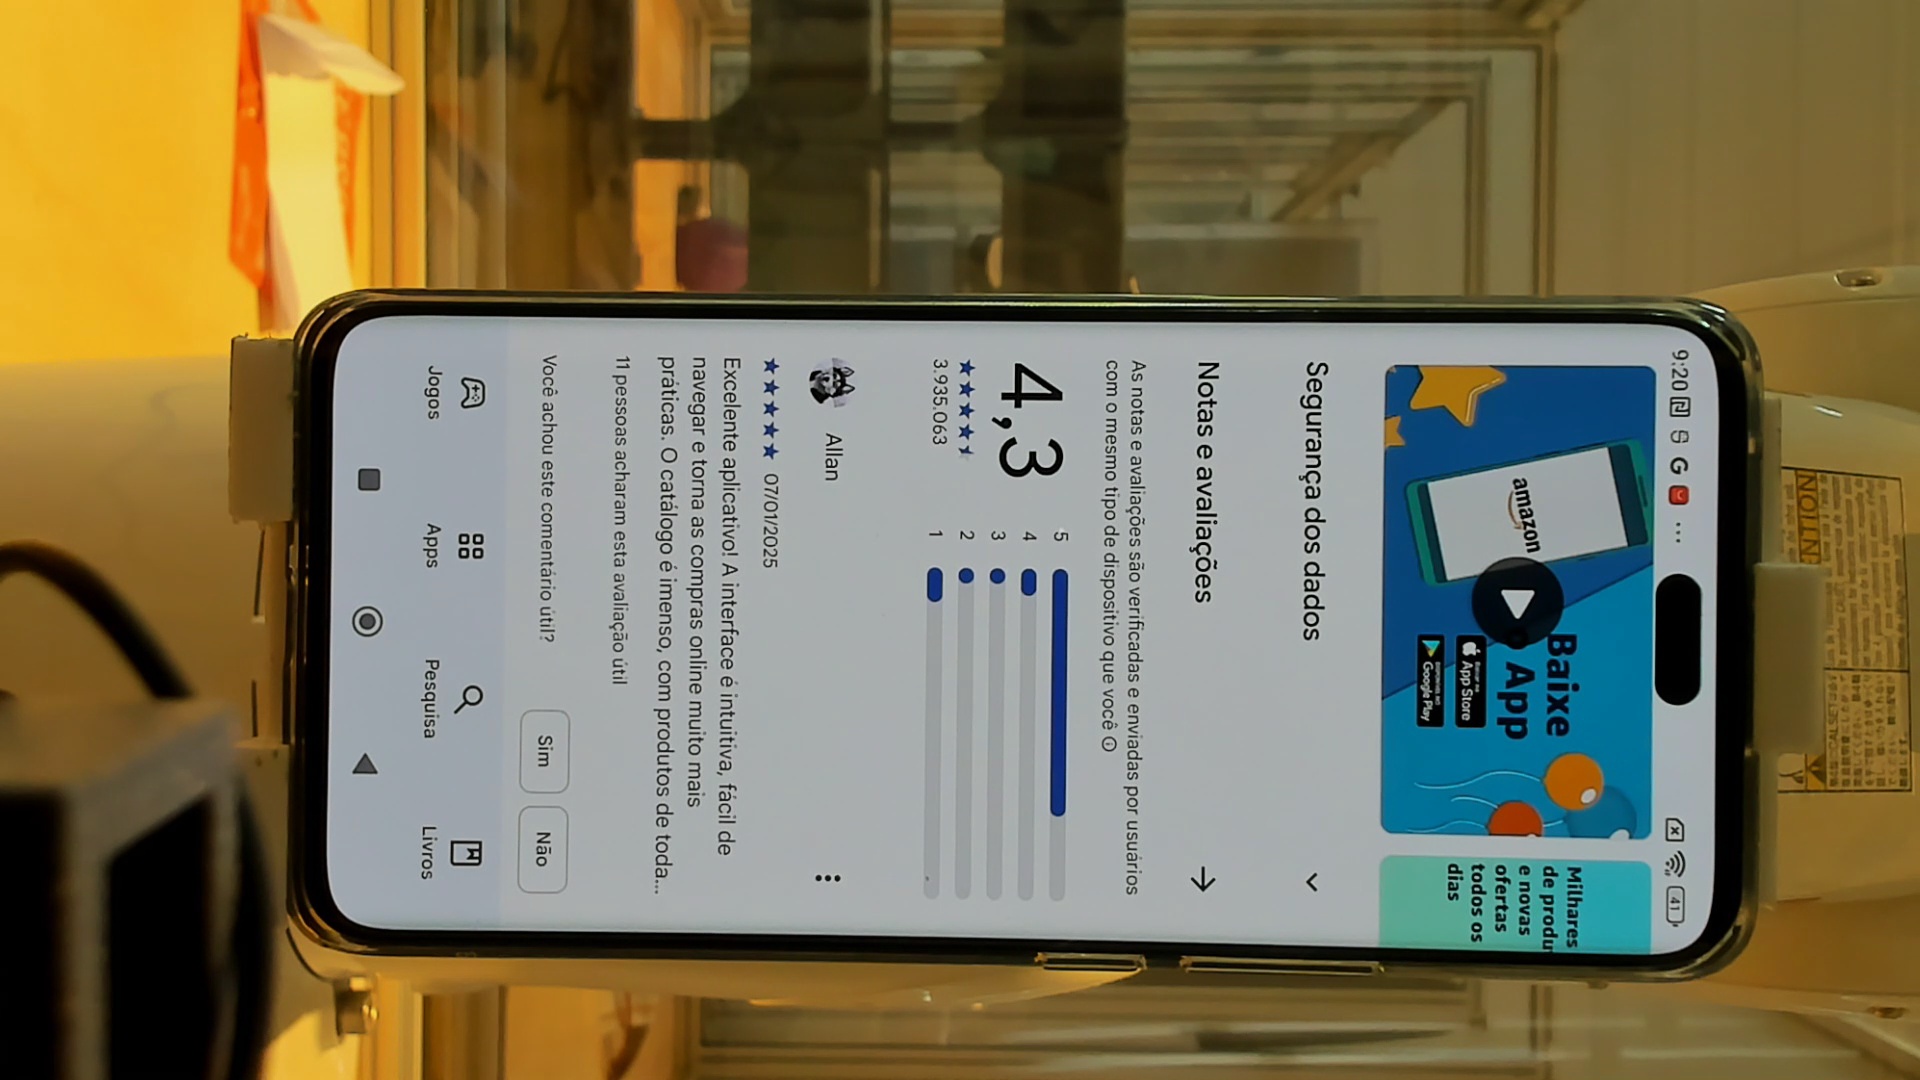 9:20
41
amazon
Baixe
o App
App Store
Google Play
Milhares
de produ
e novas
ofertas
todos os
dias
Segurança dos dados
Notas e avaliações
As notas e avaliações são verificadas e enviadas por usuários
com o mesmo tipo de dispositivo que você
4,3
3.935.063
5
4
3
2
1
Allan
07/01/2025
Excelente aplicativo! A interface é intuitiva, fácil de
navegar e torna as compras online muito mais
práticas. O catálogo é imenso, com produtos de toda...
11 pessoas acharam esta avaliação útil
Você achou este comentário útil?
Sim
Não
Jogos
Apps
Pesquisa
Livros